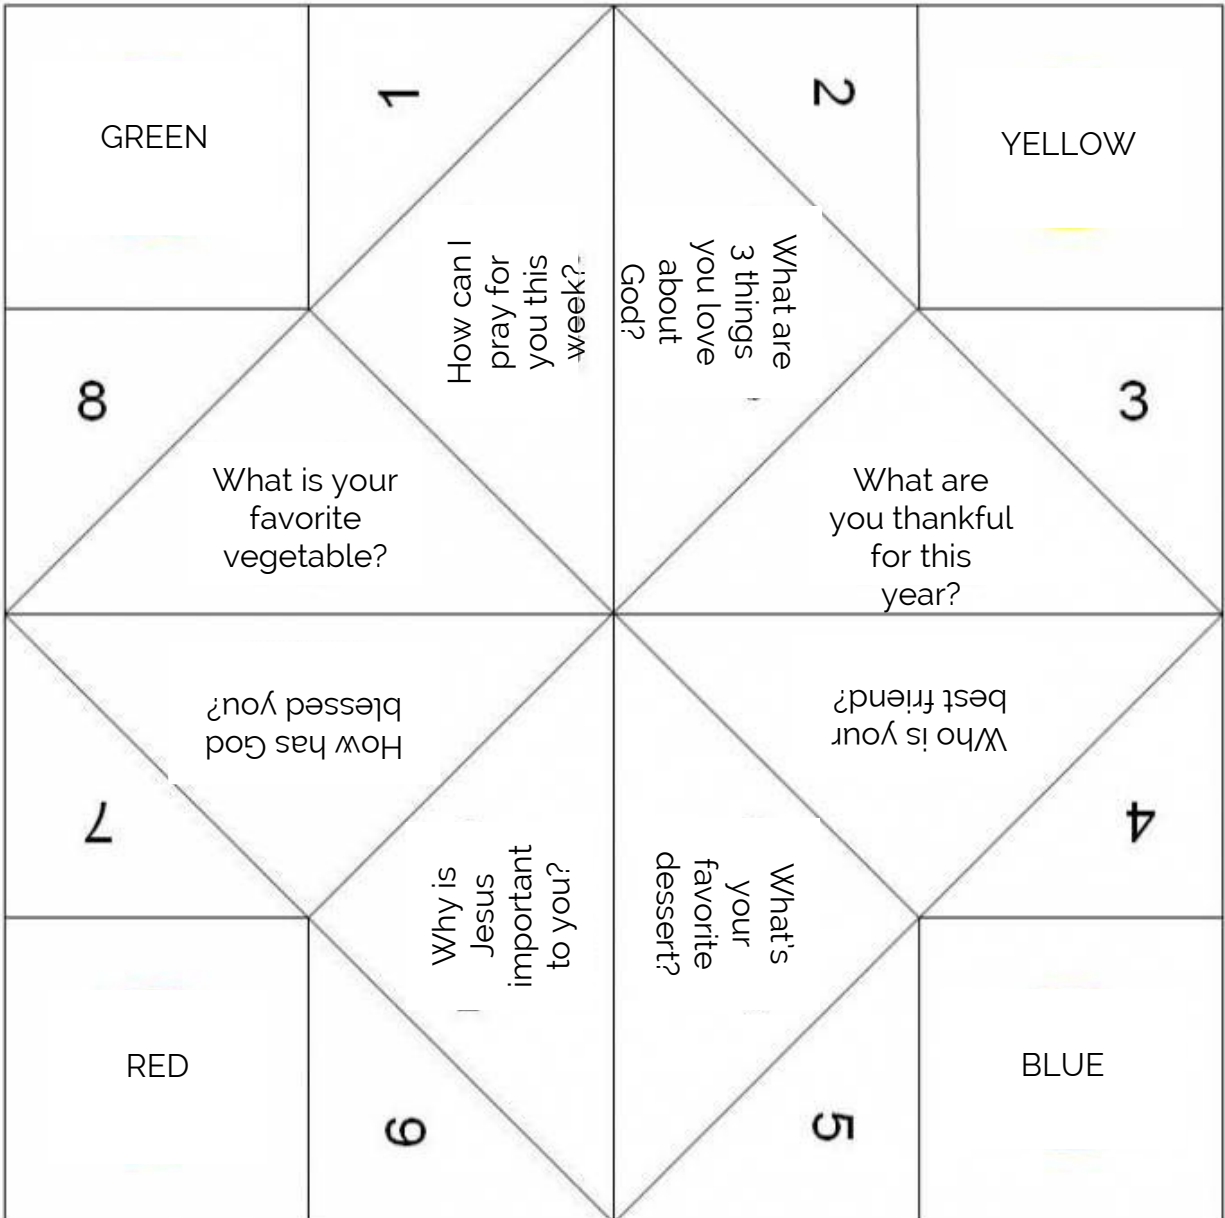 GREEN
1
2
YELLOW
How can I
pray for
you this
week?
What are
3 things
you love
about
God?
8
3
What is your
favorite
vegetable?
What are
you thankful
for this
year?
How has God
blessed you?
Who is your
best friend?
7
4
Why is
Jesus
important
to you?
What's
your
favorite
dessert?
RED
6
5
BLUE